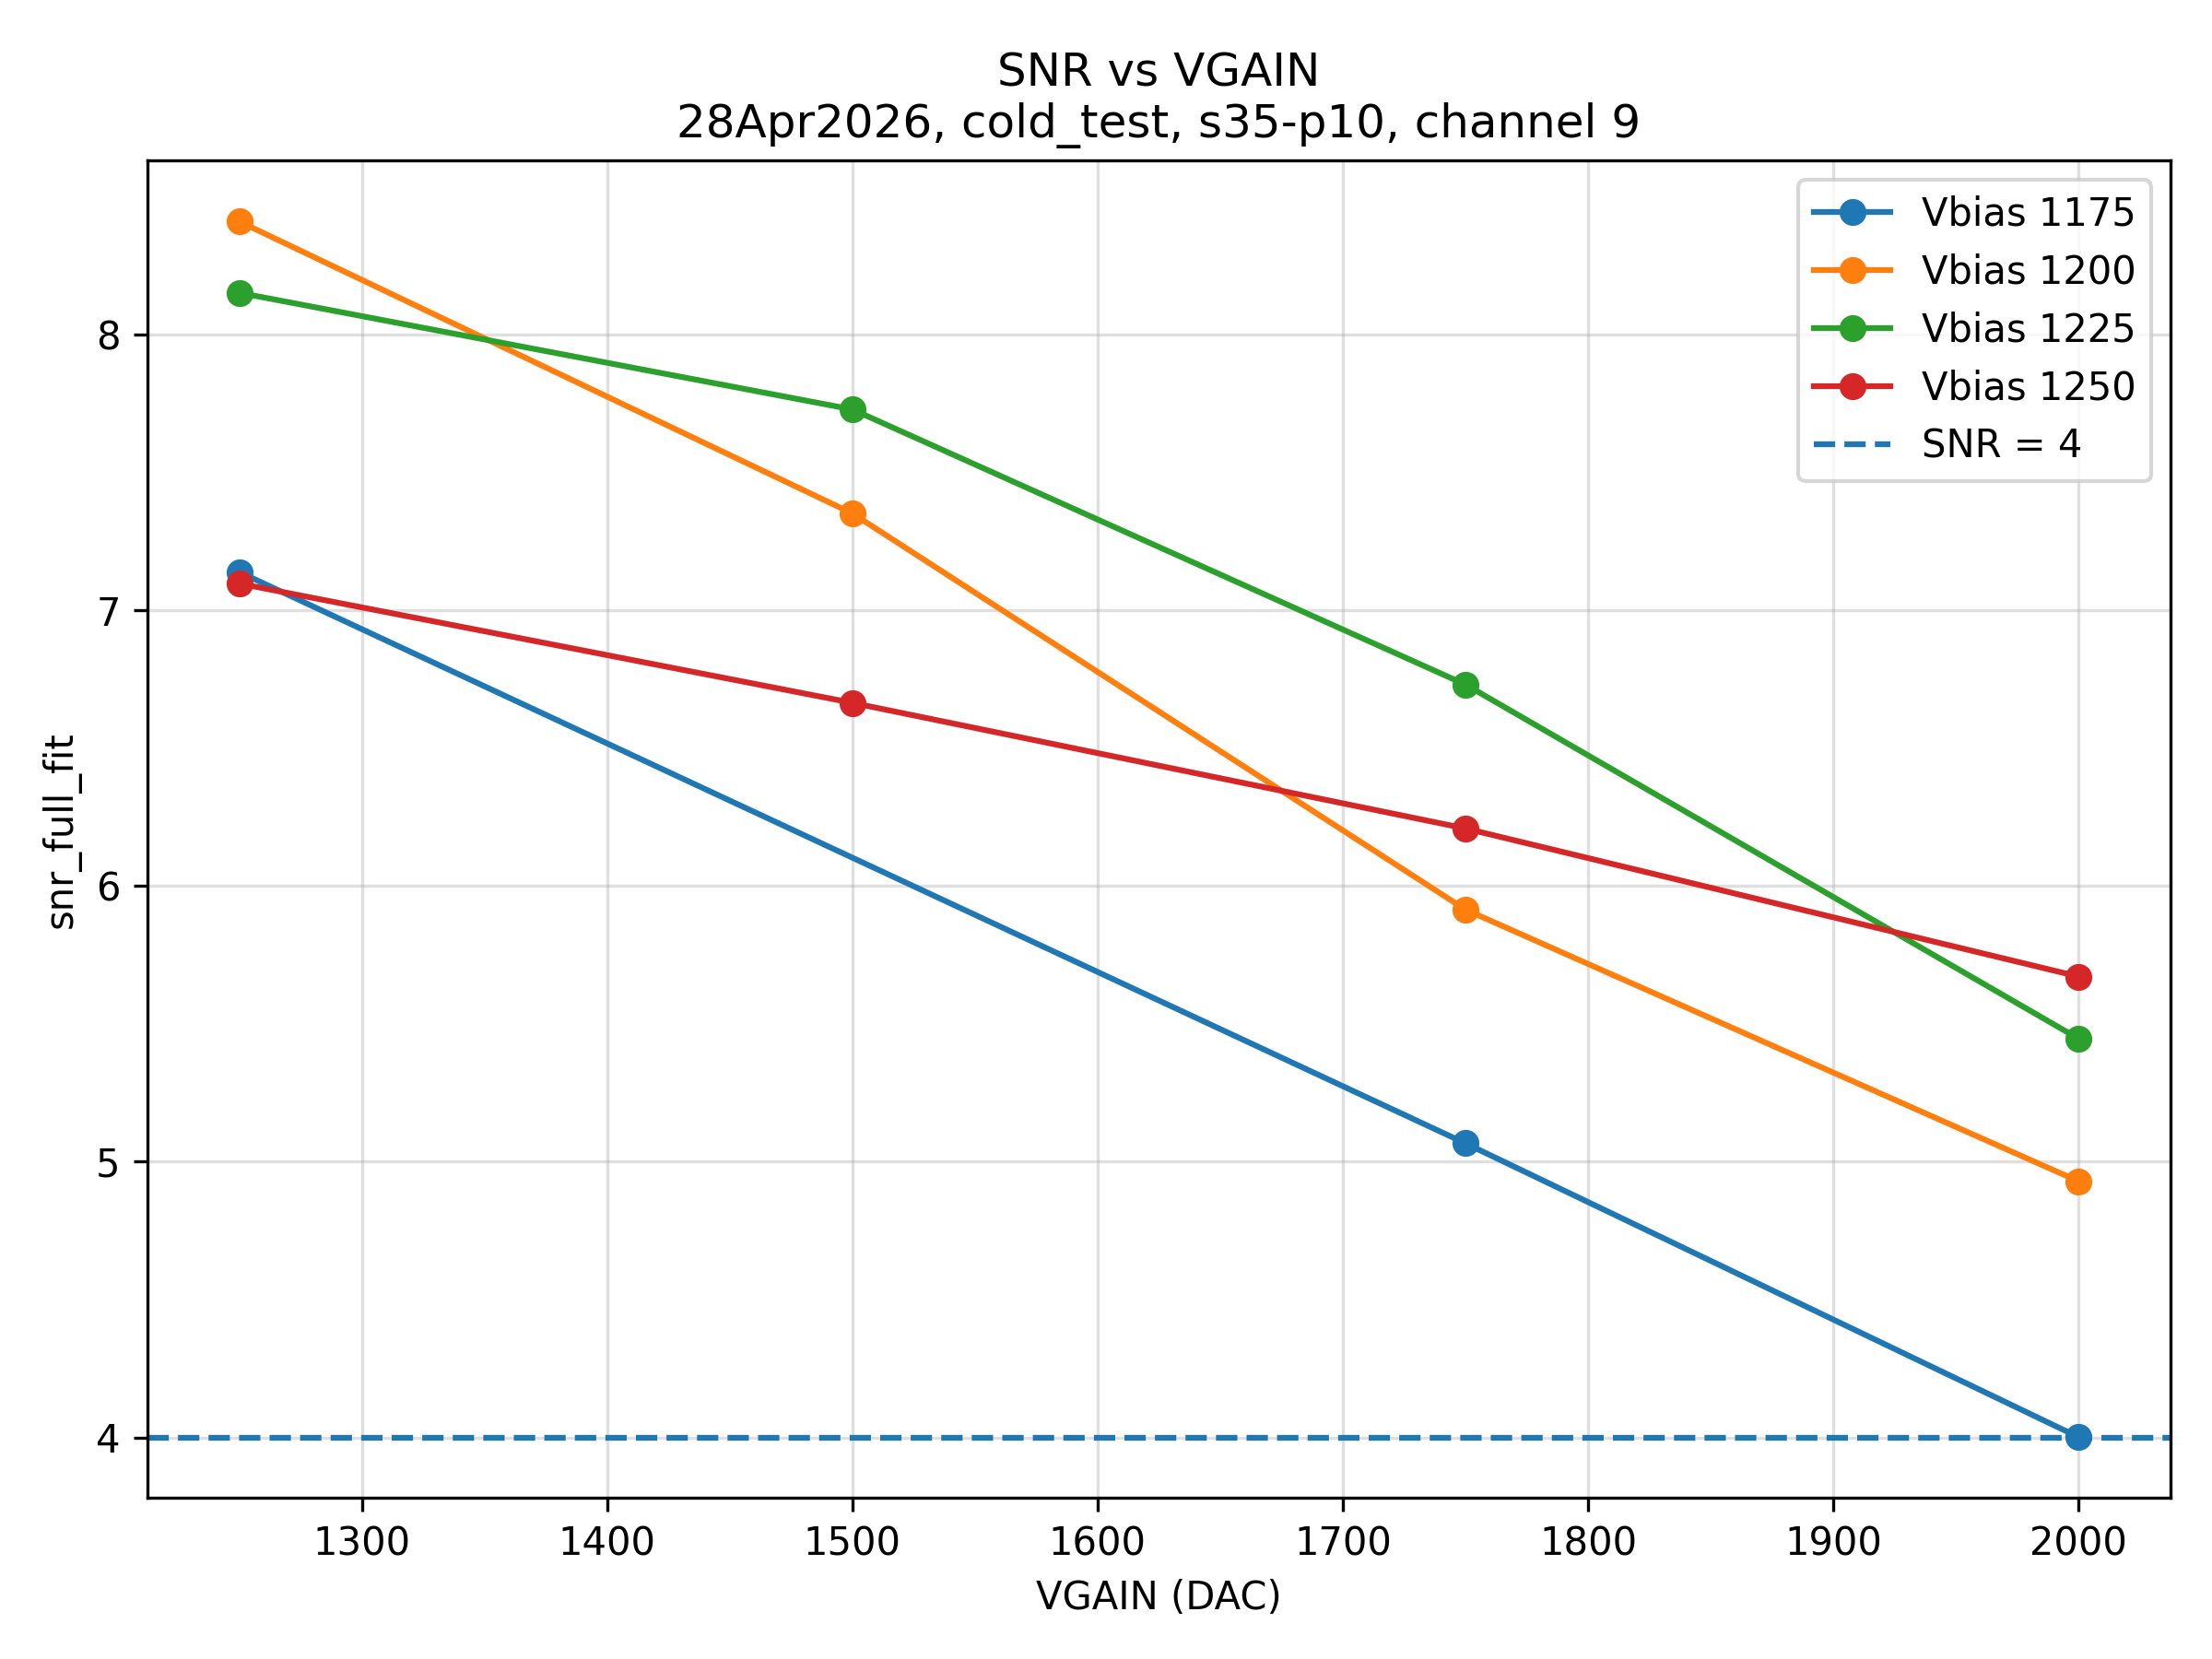 SNR vs VGAIN
28Apr2026, cold_test, s35-p10, channel 9
Vbias 1175
Vbias 1200
Vbias 1225
Vbias 1250
SNR = 4
snr_full_fit
8
7
6
5
4
1300 1400 1500 1600 1700 1800 1900 2000
VGAIN (DAC)